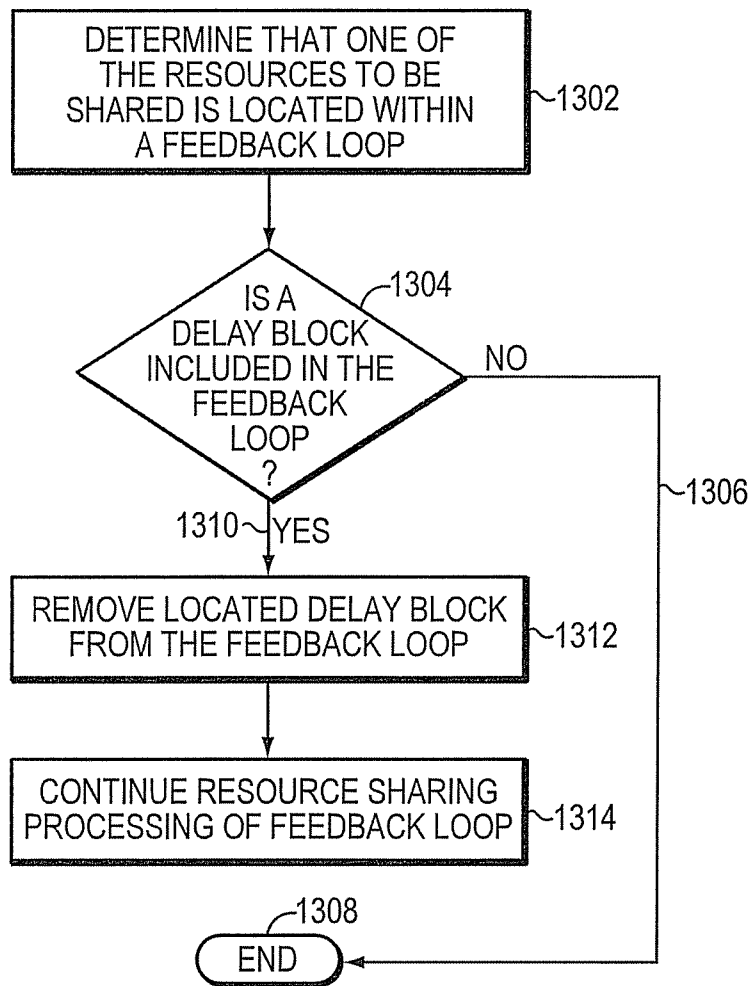 DETERMINE THAT ONE OF
THE RESOURCES TO BE
SHARED IS LOCATED WITHIN
A FEEDBACK LOOP
1302
1304
IS A
DELAY BLOCK
INCLUDED IN THE
FEEDBACK
LOOP
?
NO
1306
1310 YES
REMOVE LOCATED DELAY BLOCK
FROM THE FEEDBACK LOOP
1312
CONTINUE RESOURCE SHARING
PROCESSING OF FEEDBACK LOOP
1314
1308
END